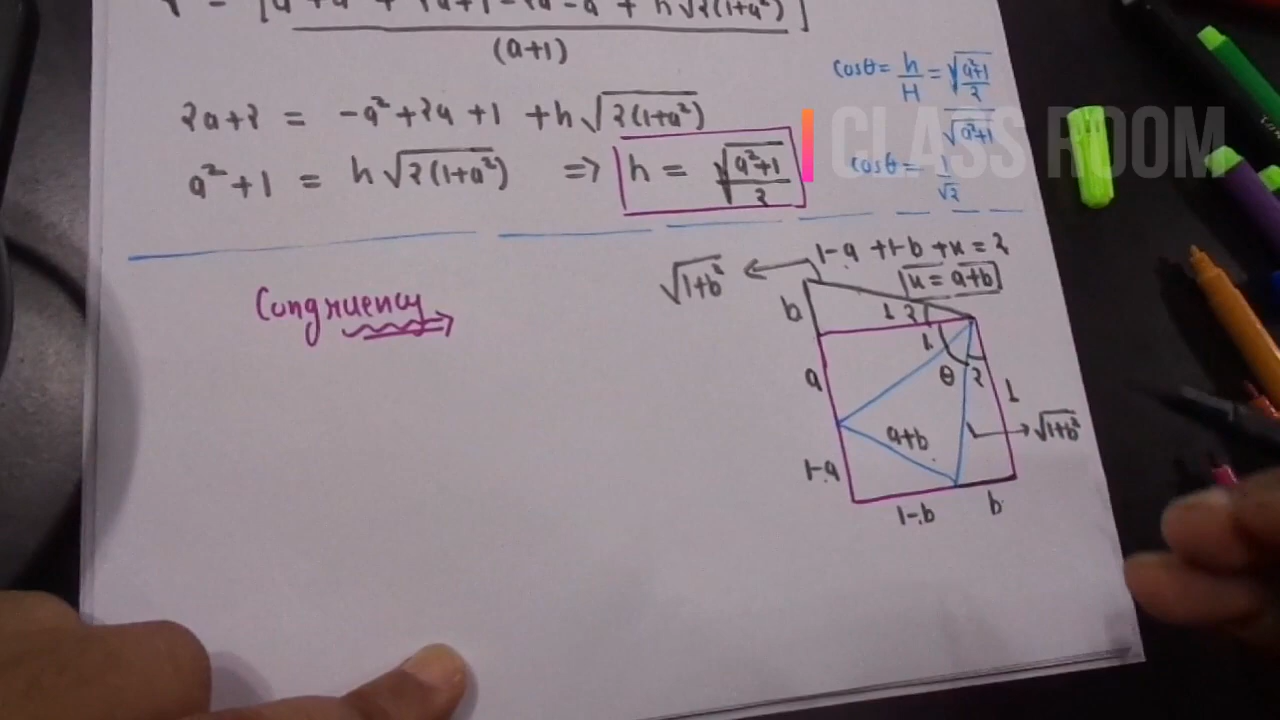 (a+1)
2a+2 = -a²+2a+1 +h√2(1+a²)
a²+1 = h√2(1+a²) ⇒ h = √a²+1/2
cosθ = h/H = √a²+1/2 / √a²+1
cosθ = 1/√2
CLASS ROOM
Congruency
1-a +1-b +x = 2
x = a+b
√1+b²
b
1 2
1
a
θ 2
1
a+b
√1+b²
1-a
1-b
b